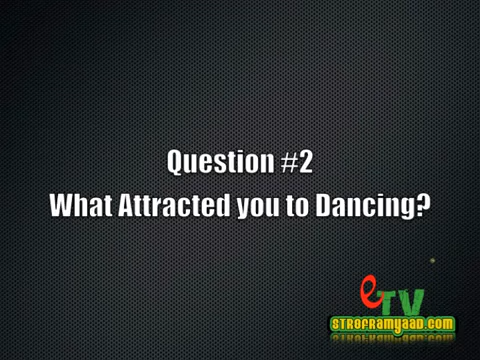 Question #2
What Attracted you to Dancing?
eTV
STROFRAMYAAD.COM